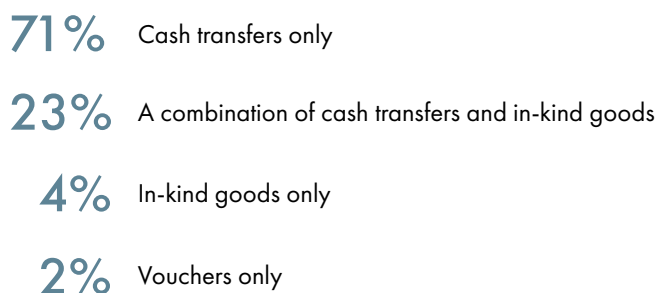 71% Cash transfers only
23% A combination of cash transfers and in-kind goods
4% In-kind goods only
2% Vouchers only